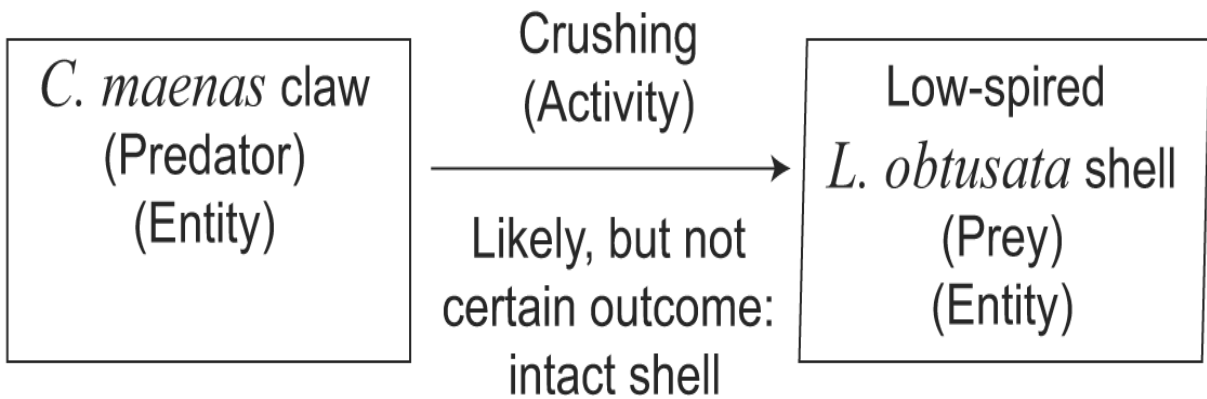 C. maenas claw
(Predator)
(Entity)
Crushing
(Activity)
Likely, but not
certain outcome:
intact shell
Low-spired
L. obtusata shell
(Prey)
(Entity)